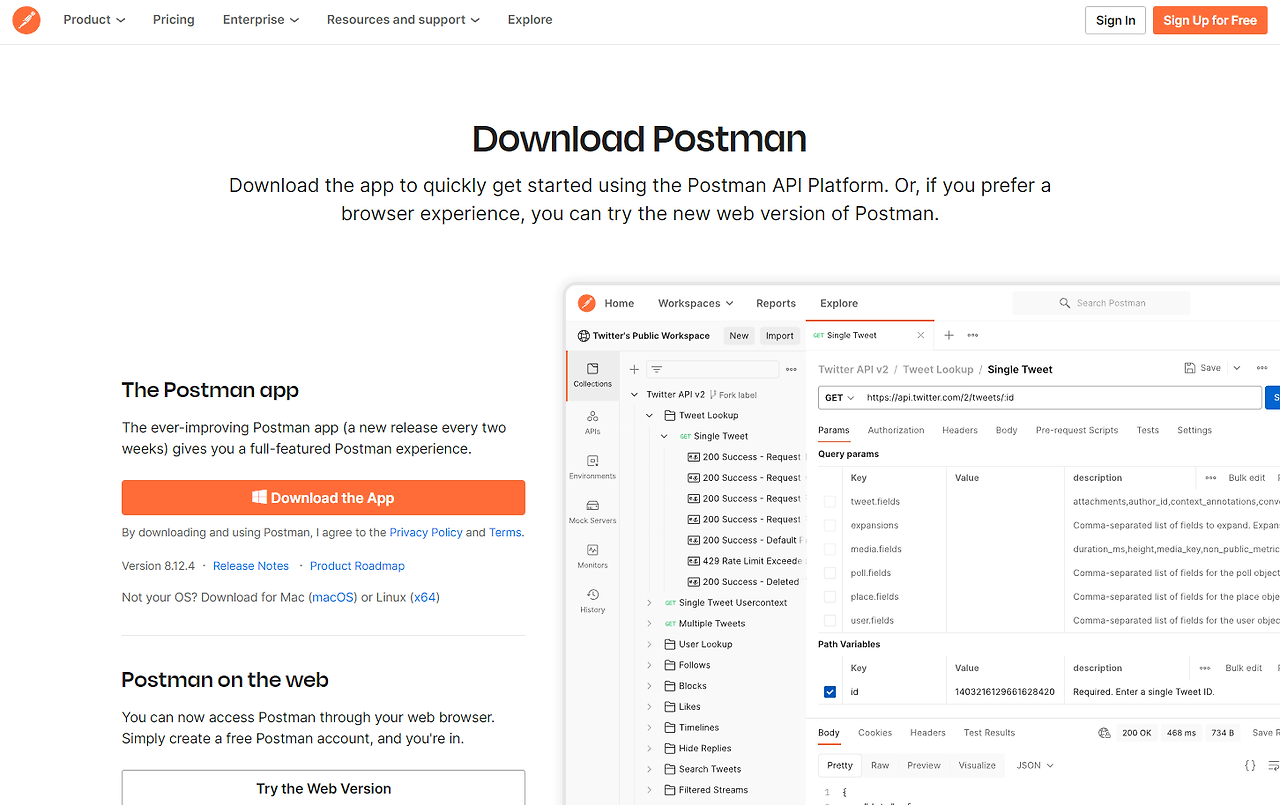 Product
Pricing
Enterprise
Resources and support
Explore
Sign In
Sign Up for Free
Download Postman
Download the app to quickly get started using the Postman API Platform. Or, if you prefer a
browser experience, you can try the new web version of Postman.
The Postman app
The ever-improving Postman app (a new release every two
weeks) gives you a full-featured Postman experience.
Download the App
By downloading and using Postman, I agree to the Privacy Policy and Terms.
Version 8.12.4 · Release Notes · Product Roadmap
Not your OS? Download for Mac (macOS) or Linux (x64)
Postman on the web
You can now access Postman through your web browser.
Simply create a free Postman account, and you're in.
Try the Web Version
Home
Workspaces
Reports
Explore
Search Postman
Twitter's Public Workspace
New
Import
GET Single Tweet
Collections
APIs
Environments
Mock Servers
Monitors
History
Twitter API v2
Fork label
Tweet Lookup
GET Single Tweet
200 Success - Request
200 Success - Request
200 Success - Request
200 Success - Request
200 Success - Default
429 Rate Limit Exceede
200 Success - Deleted
GET Single Tweet Usercontext
GET Multiple Tweets
User Lookup
Follows
Blocks
Likes
Timelines
Hide Replies
Search Tweets
Filtered Streams
Twitter API v2 / Tweet Lookup / Single Tweet
Save
GET
https://api.twitter.com/2/tweets/:id
Params
Authorization
Headers
Body
Pre-request Scripts
Tests
Settings
Query params
Key
Value
description
Bulk edit
tweet.fields
attachments,author_id,context_annotations,conv
expansions
Comma-separated list of fields to expand. Expan
media.fields
duration_ms,height,media_key,non_public_metric
poll.fields
Comma-separated list of fields for the poll object
place.fields
Comma-separated list of fields for the place obje
user.fields
Comma-separated list of fields for the user objec
Path Variables
Key
Value
description
Bulk edit
id
1403216129661628420
Required. Enter a single Tweet ID.
Body
Cookies
Headers
Test Results
200 OK
468 ms
734 B
Save R
Pretty
Raw
Preview
Visualize
JSON
{}
1 {